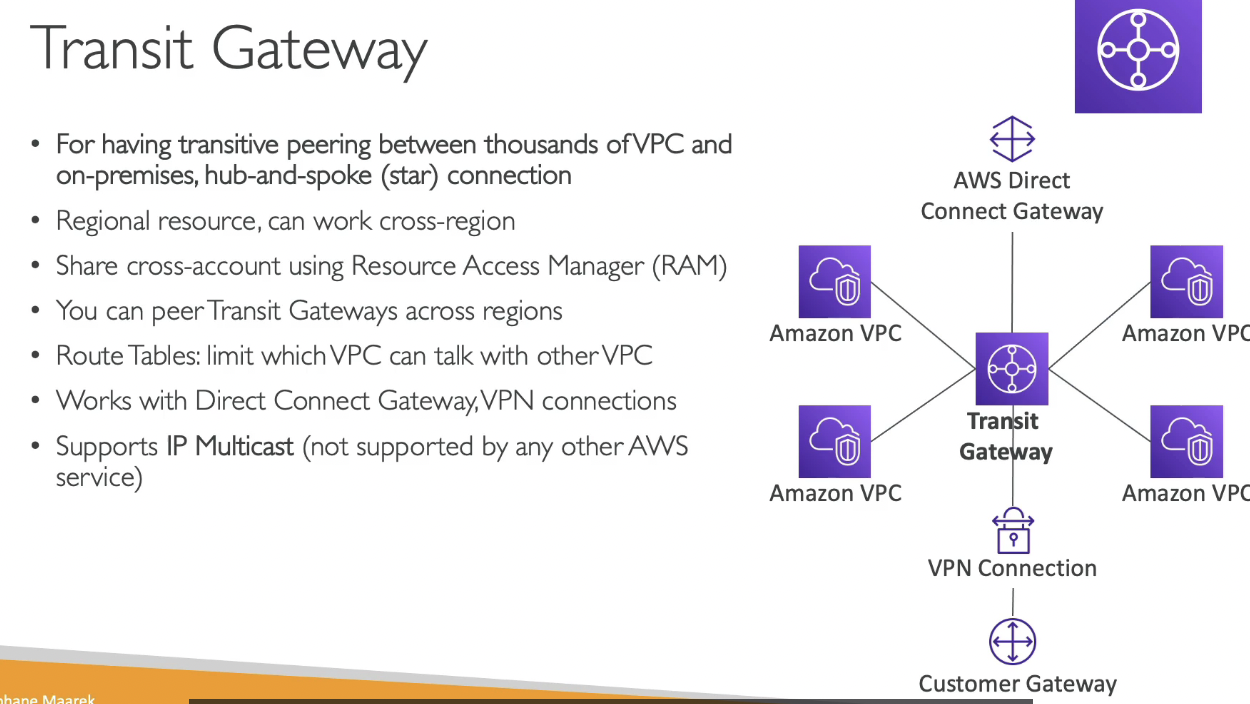 Transit Gateway
• For having transitive peering between thousands of VPC and
on-premises, hub-and-spoke (star) connection
• Regional resource, can work cross-region
• Share cross-account using Resource Access Manager (RAM)
• You can peer Transit Gateways across regions
• Route Tables: limit which VPC can talk with other VPC
• Works with Direct Connect Gateway, VPN connections
• Supports IP Multicast (not supported by any other AWS
service)
AWS Direct
Connect Gateway
Amazon VPC
Amazon VPC
Transit
Gateway
Amazon VPC
Amazon VPC
VPN Connection
Customer Gateway
phane Maarek